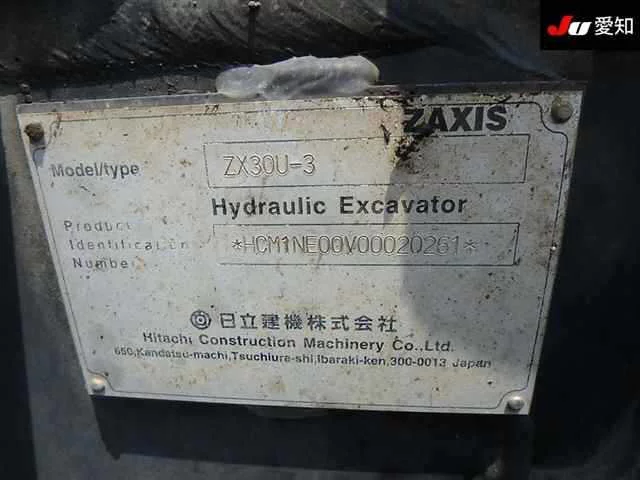 JU 愛知
ZAXIS
Model/type ZX30U-3
Hydraulic Excavator
Product
Identification *HCM1NE00V00020261*
Number
日立建機株式会社
Hitachi Construction Machinery Co.,Ltd.
650,Kandatsu-machi,Tsuchiura-shi,Ibaraki-ken,300-0013 Japan